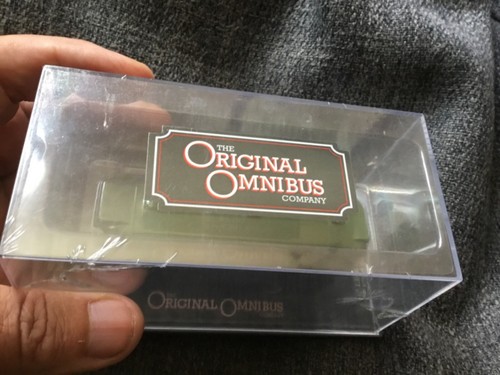 THE
ORIGINAL
OMNIBUS
COMPANY
ORIGINAL OMNIBUS